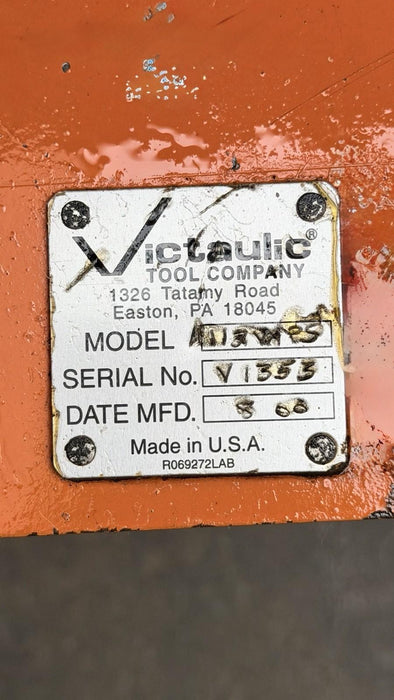 Victaulic®
TOOL COMPANY
1326 Tatamy Road
Easton, PA 18045
MODEL
SERIAL No. V1353
DATE MFD. 8 00
Made in U.S.A.
R069272LAB